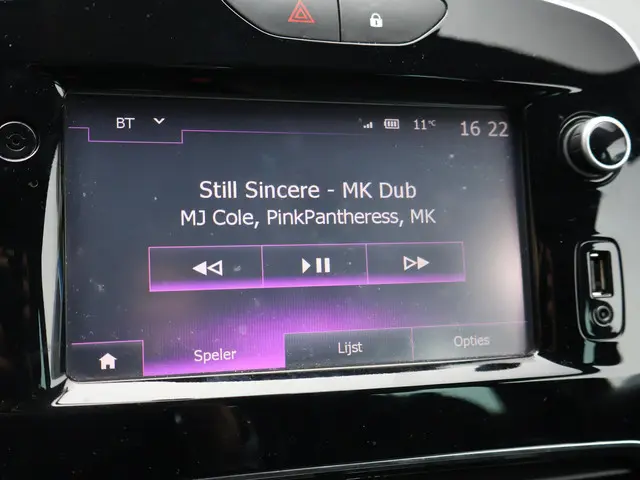 BT
11°C
16 22
Still Sincere - MK Dub
MJ Cole, PinkPantheress, MK
Speler
Lijst
Opties